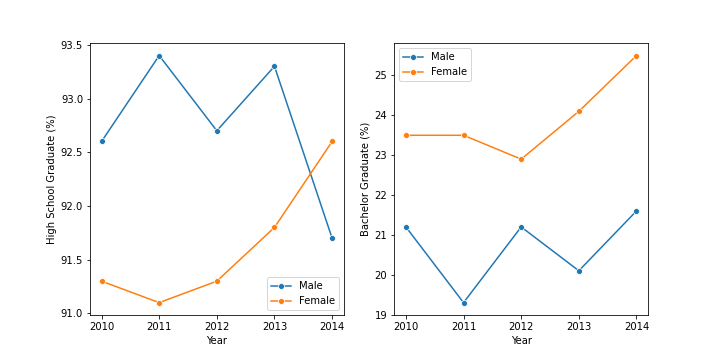 93.5
93.0
92.5
92.0
91.5
91.0
High School Graduate (%)
2010 2011 2012 2013 2014
Year
Male
Female
25
24
23
22
21
20
19
Bachelor Graduate (%)
2010 2011 2012 2013 2014
Year
Male
Female